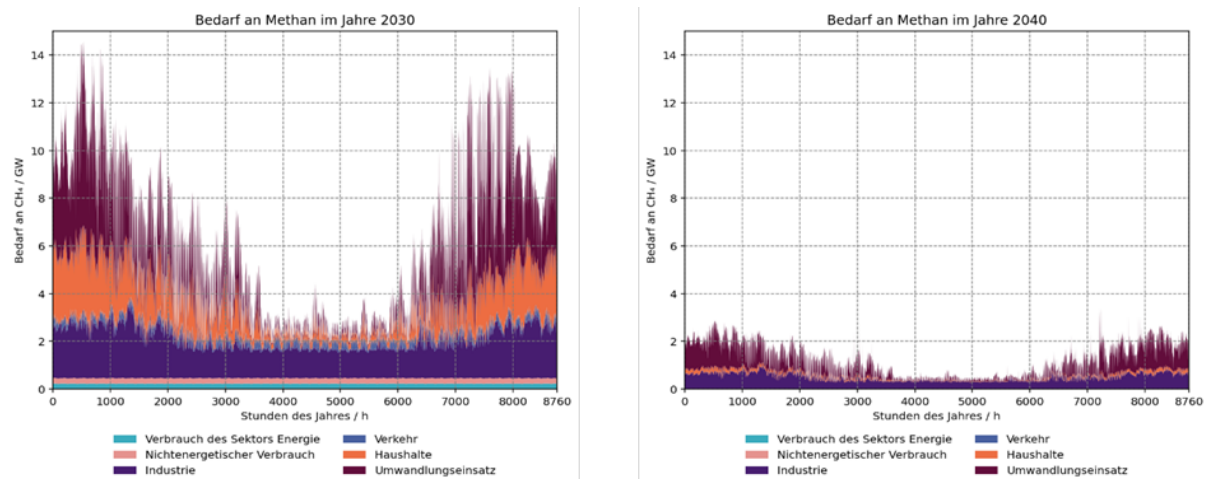 Bedarf an Methan im Jahre 2030
Bedarf an CH₄ / GW
14
12
10
8
6
4
2
0
0 1000 2000 3000 4000 5000 6000 7000 8000 8760
Stunden des Jahres / h
Verbrauch des Sektors Energie Verkehr
Nichtenergetischer Verbrauch Haushalte
Industrie Umwandlungseinsatz
Bedarf an Methan im Jahre 2040
Bedarf an CH₄ / GW
14
12
10
8
6
4
2
0
0 1000 2000 3000 4000 5000 6000 7000 8000 8760
Stunden des Jahres / h
Verbrauch des Sektors Energie Verkehr
Nichtenergetischer Verbrauch Haushalte
Industrie Umwandlungseinsatz